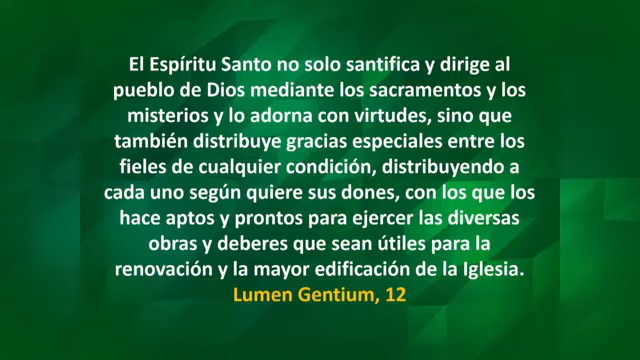 El Espíritu Santo no solo santifica y dirige al
pueblo de Dios mediante los sacramentos y los
misterios y lo adorna con virtudes, sino que
también distribuye gracias especiales entre los
fieles de cualquier condición, distribuyendo a
cada uno según quiere sus dones, con los que los
hace aptos y prontos para ejercer las diversas
obras y deberes que sean útiles para la
renovación y la mayor edificación de la Iglesia.
Lumen Gentium, 12